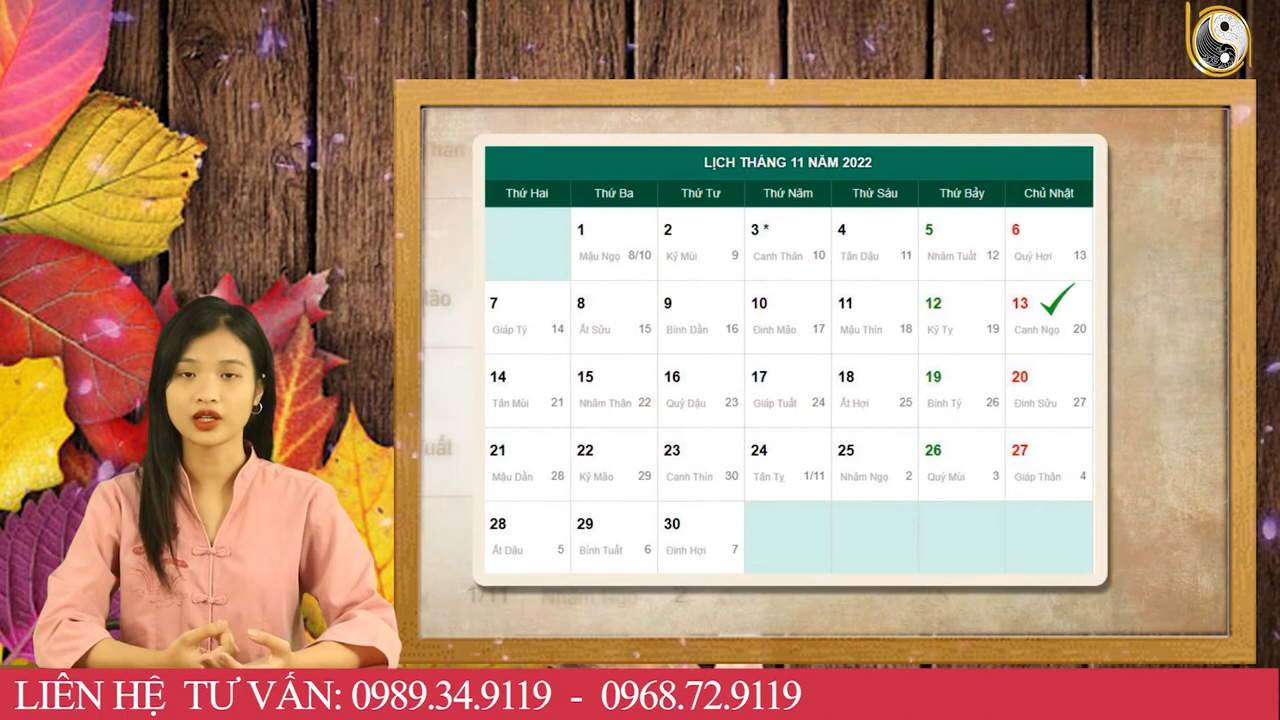 LỊCH THÁNG 11 NĂM 2022
Thứ Hai Thứ Ba Thứ Tư Thứ Năm Thứ Sáu Thứ Bảy Chủ Nhật
1 2 3 * 4 5 6
Mậu Ngọ 8/10 Kỷ Mùi 9 Canh Thân 10 Tân Dậu 11 Nhâm Tuất 12 Quý Hợi 13
7 8 9 10 11 12 13
Giáp Tý 14 Ất Sửu 15 Bính Dần 16 Đinh Mão 17 Mậu Thìn 18 Kỷ Tỵ 19 Canh Ngọ 20
14 15 16 17 18 19 20
Tân Mùi 21 Nhâm Thân 22 Quý Dậu 23 Giáp Tuất 24 Ất Hợi 25 Bính Tý 26 Đinh Sửu 27
21 22 23 24 25 26 27
Mậu Dần 28 Kỷ Mão 29 Canh Thìn 30 Tân Tỵ 1/11 Nhâm Ngọ 2 Quý Mùi 3 Giáp Thân 4
28 29 30
Ất Dậu 5 Bính Tuất 6 Đinh Hợi 7
LIÊN HỆ TƯ VẤN: 0989.34.9119 - 0968.72.9119